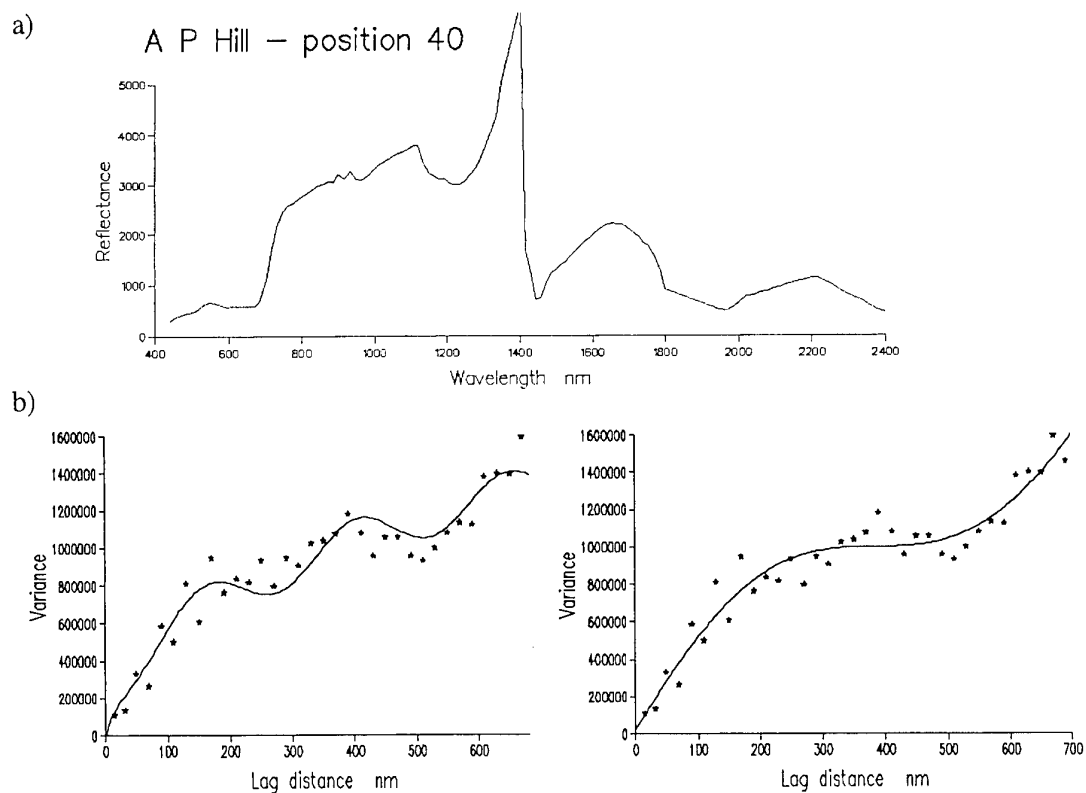 a)
A P Hill – position 40
5000
4000
3000
2000
1000
0
Reflectance
400 600 800 1000 1200 1400 1600 1800 2000 2200 2400
Wavelength nm
b)
1600000
1400000
1200000
1000000
800000
600000
400000
200000
0
Variance
0 100 200 300 400 500 600
Lag distance nm
1600000
1400000
1200000
1000000
800000
600000
400000
200000
0
Variance
0 100 200 300 400 500 600 700
Lag distance nm